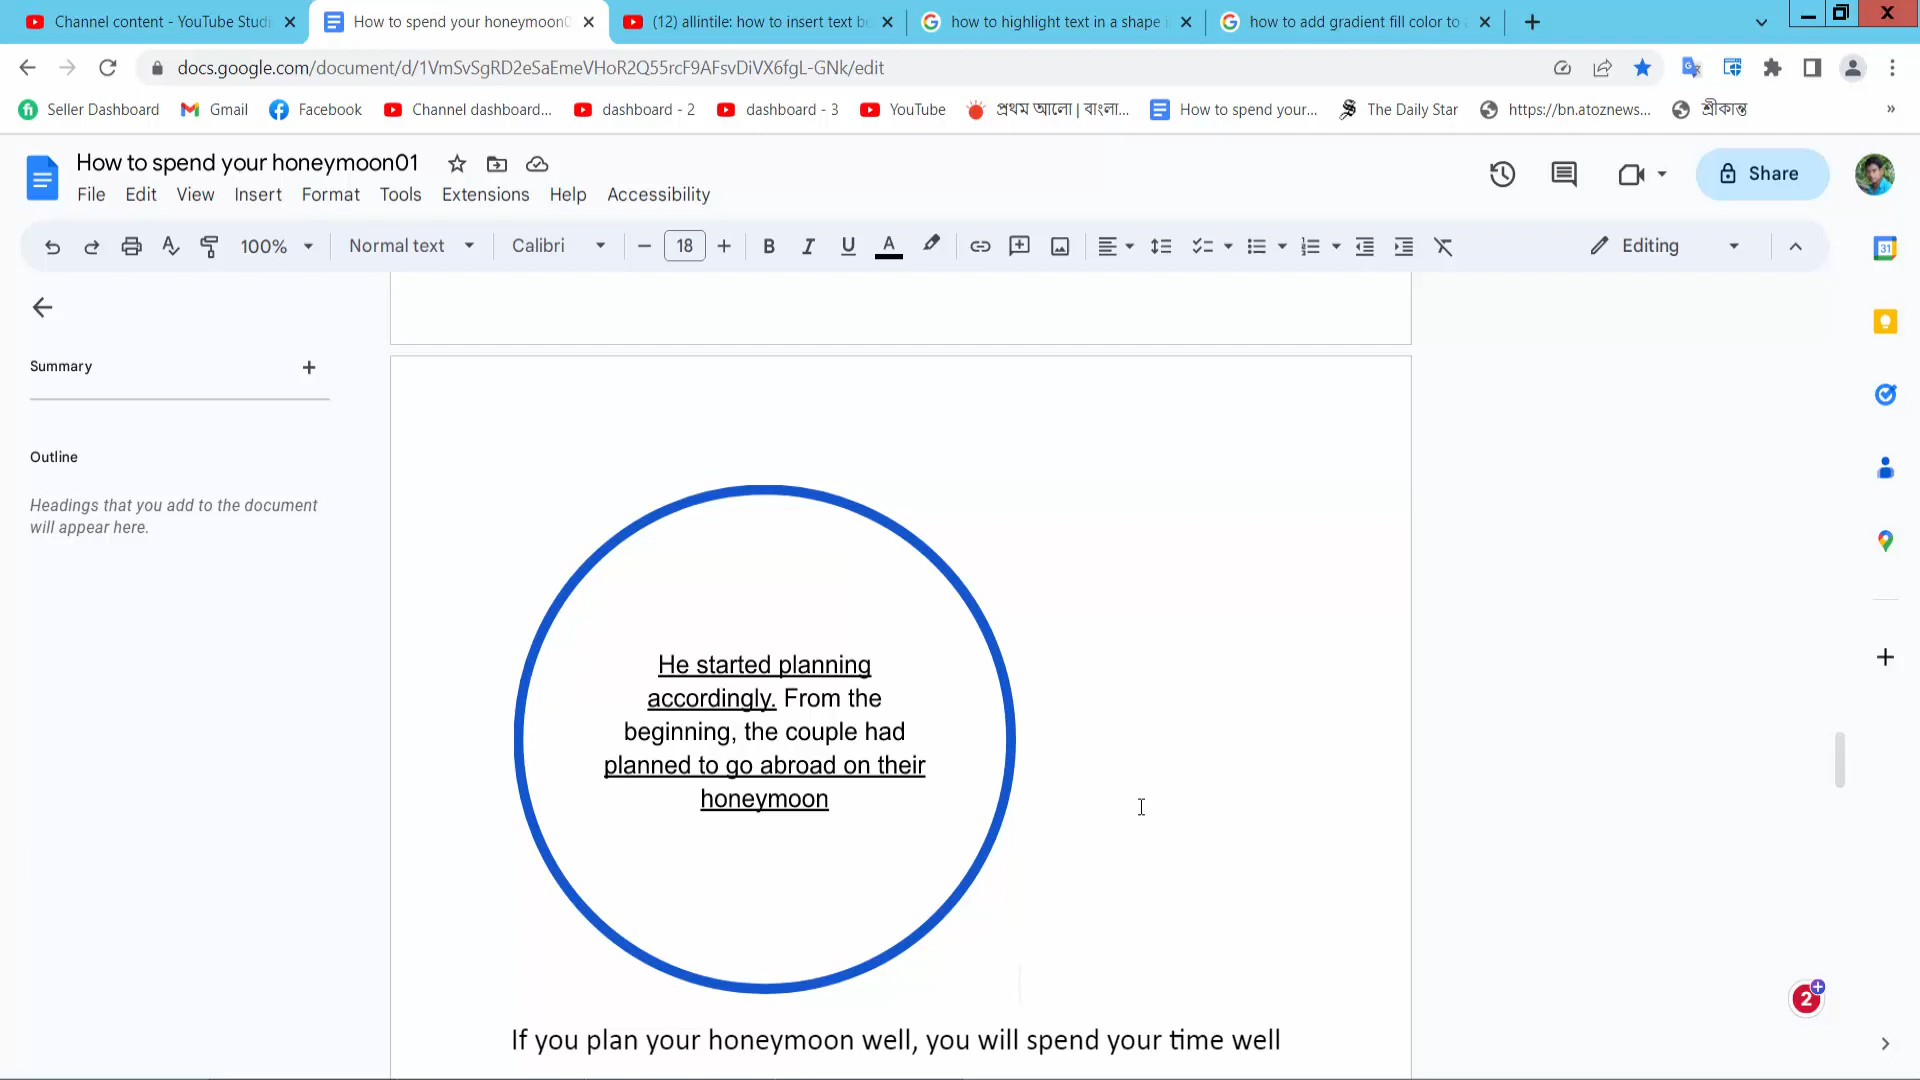 Channel content - YouTube Studi
How to spend your honeymoon0
(12) allintile: how to insert text be
how to highlight text in a shape i
how to add gradient fill color to a
docs.google.com/document/d/1VmSvSgRD2eSaEmeVHoR2Q55rcF9AFsvDiVX6fgL-GNk/edit
Seller Dashboard
Gmail
Facebook
Channel dashboard...
dashboard - 2
dashboard - 3
YouTube
প্রথম আলো | বাংলা...
How to spend your...
The Daily Star
https://bn.atoznews...
শ্রীকান্ত
»
How to spend your honeymoon01
File Edit View Insert Format Tools Extensions Help Accessibility
Share
100% Normal text Calibri − 18 + B I U A Editing
31
Summary
Outline
Headings that you add to the document
will appear here.
He started planning
accordingly. From the
beginning, the couple had
planned to go abroad on their
honeymoon
2
If you plan your honeymoon well, you will spend your time well